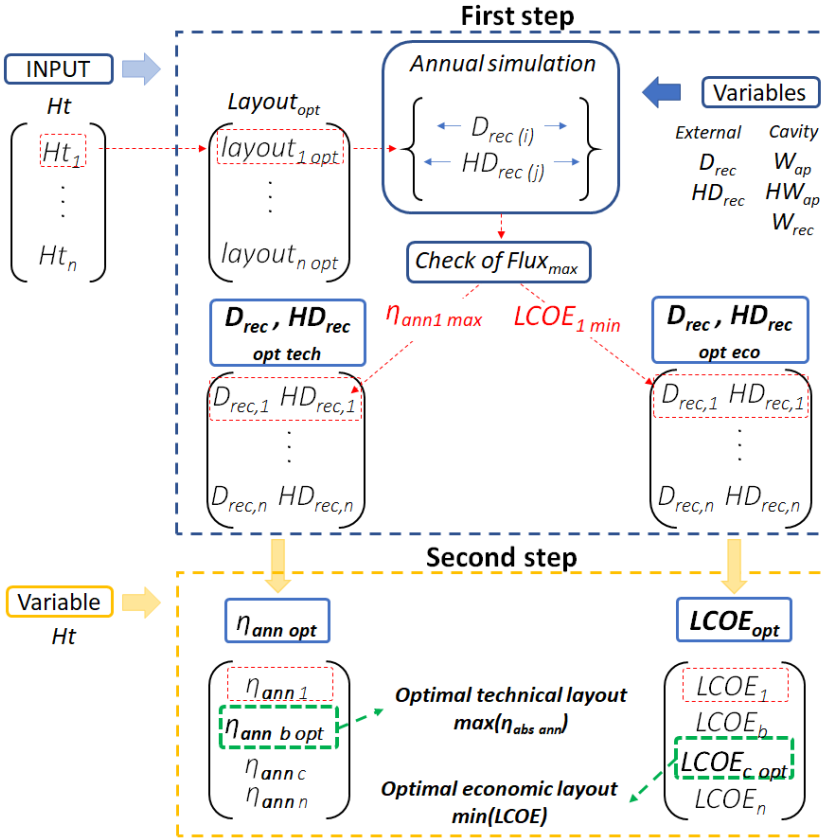 First step
INPUT
Ht
Ht1
Htn
Layoutopt
layout1 opt
layoutn opt
Annual simulation
Drec (i)
HDrec (j)
Variables
External Cavity
Drec Wap
HDrec HWap
Wrec
Check of Fluxmax
ηann1 max
LCOE1 min
Drec , HDrec
opt tech
Drec,1 HDrec,1
Drec,n HDrec,n
Drec , HDrec
opt eco
Drec,1 HDrec,1
Drec,n HDrec,n
Second step
Variable
Ht
ηann opt
ηann 1
ηann b opt
ηann c
ηann n
Optimal technical layout
max(ηabs ann)
Optimal economic layout
min(LCOE)
LCOEopt
LCOE1
LCOEb
LCOEc opt
LCOEn